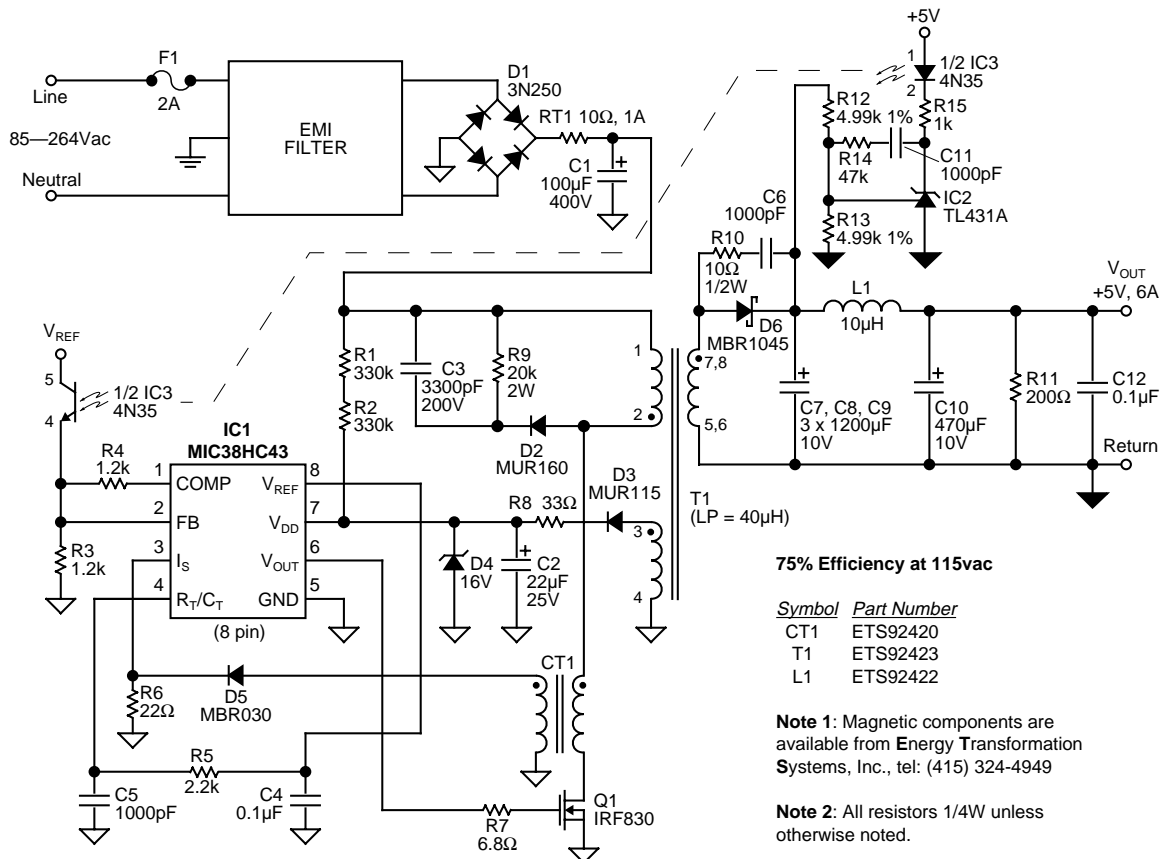 F1
2A
Line
85—264Vac
Neutral
EMI
FILTER
D1
3N250
RT1 10Ω, 1A
C1
100µF
400V
+5V
1
2
1/2 IC3
4N35
R12
4.99k 1%
R15
1k
R14
47k
C11
1000pF
IC2
TL431A
R13
4.99k 1%
C6
1000pF
R10
10Ω
1/2W
D6
MBR1045
L1
10µH
VOUT
+5V, 6A
VREF
5
4
1/2 IC3
4N35
R1
330k
R2
330k
C3
3300pF
200V
R9
20k
2W
D2
MUR160
1
2
7,8
5,6
C7, C8, C9
3 x 1200µF
10V
C10
470µF
10V
R11
200Ω
C12
0.1µF
Return
R4
1.2k
R3
1.2k
IC1
MIC38HC43
1
COMP
VREF
8
2
FB
VDD
7
3
IS
VOUT
6
4
RT/CT
GND
5
(8 pin)
D4
16V
C2
22µF
25V
R8 33Ω
D3
MUR115
3
4
T1
(LP = 40µH)
CT1
R6
22Ω
D5
MBR030
R5
2.2k
C5
1000pF
C4
0.1µF
R7
6.8Ω
Q1
IRF830
75% Efficiency at 115vac
Symbol Part Number
CT1 ETS92420
T1 ETS92423
L1 ETS92422
Note 1: Magnetic components are
available from Energy Transformation
Systems, Inc., tel: (415) 324-4949
Note 2: All resistors 1/4W unless
otherwise noted.